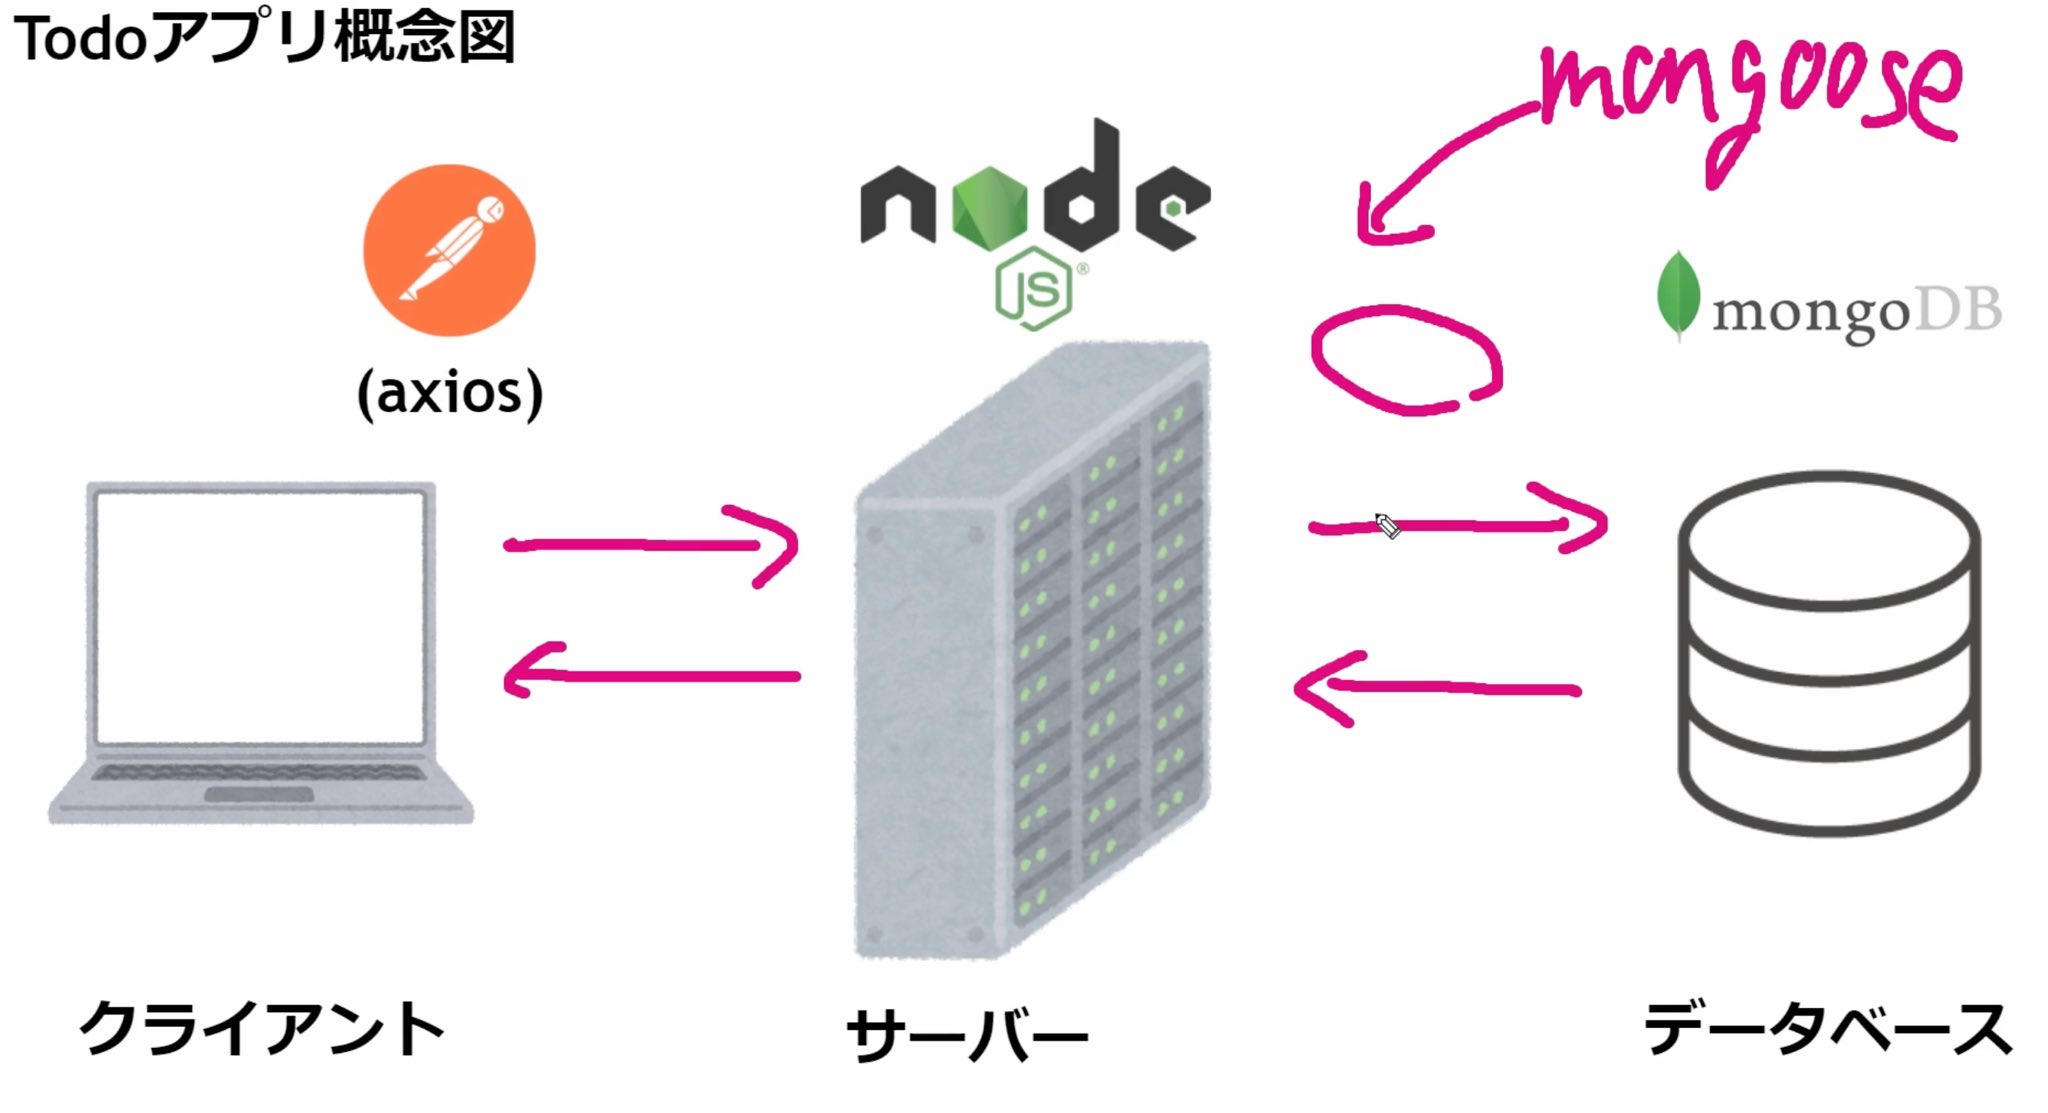 Todoアプリ概念図
mongoose
node
JS®
mongoDB
(axios)
クライアント
サーバー
データベース